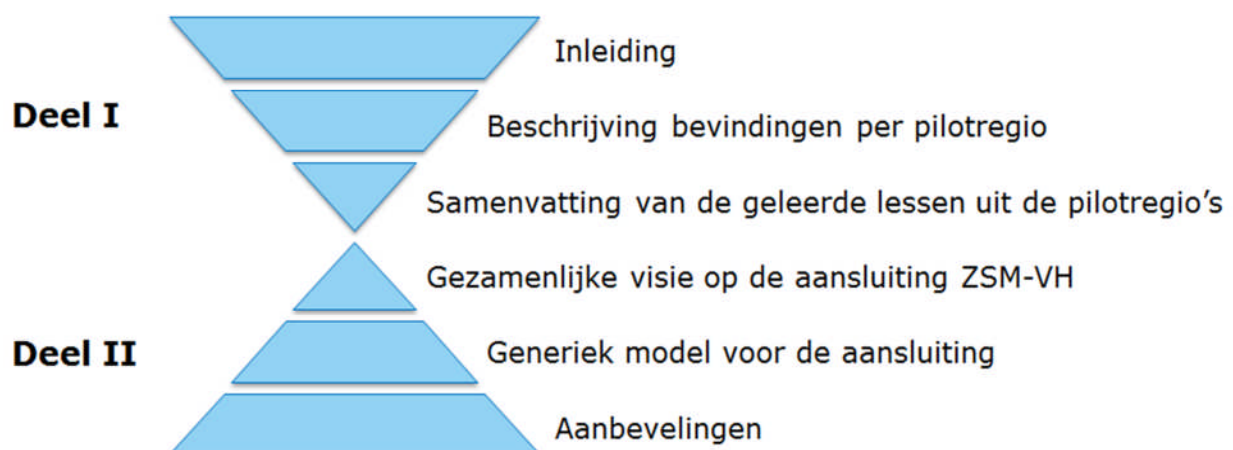 Inleiding
Deel I
Beschrijving bevindingen per pilotregio
Samenvatting van de geleerde lessen uit de pilotregio's
Gezamenlijke visie op de aansluiting ZSM-VH
Deel II
Generiek model voor de aansluiting
Aanbevelingen